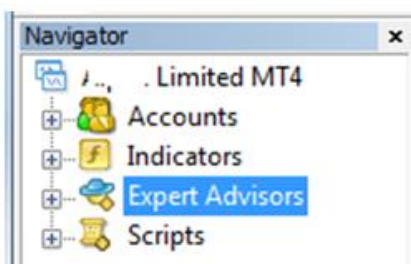 Navigator
Limited MT4
Accounts
Indicators
Expert Advisors
Scripts